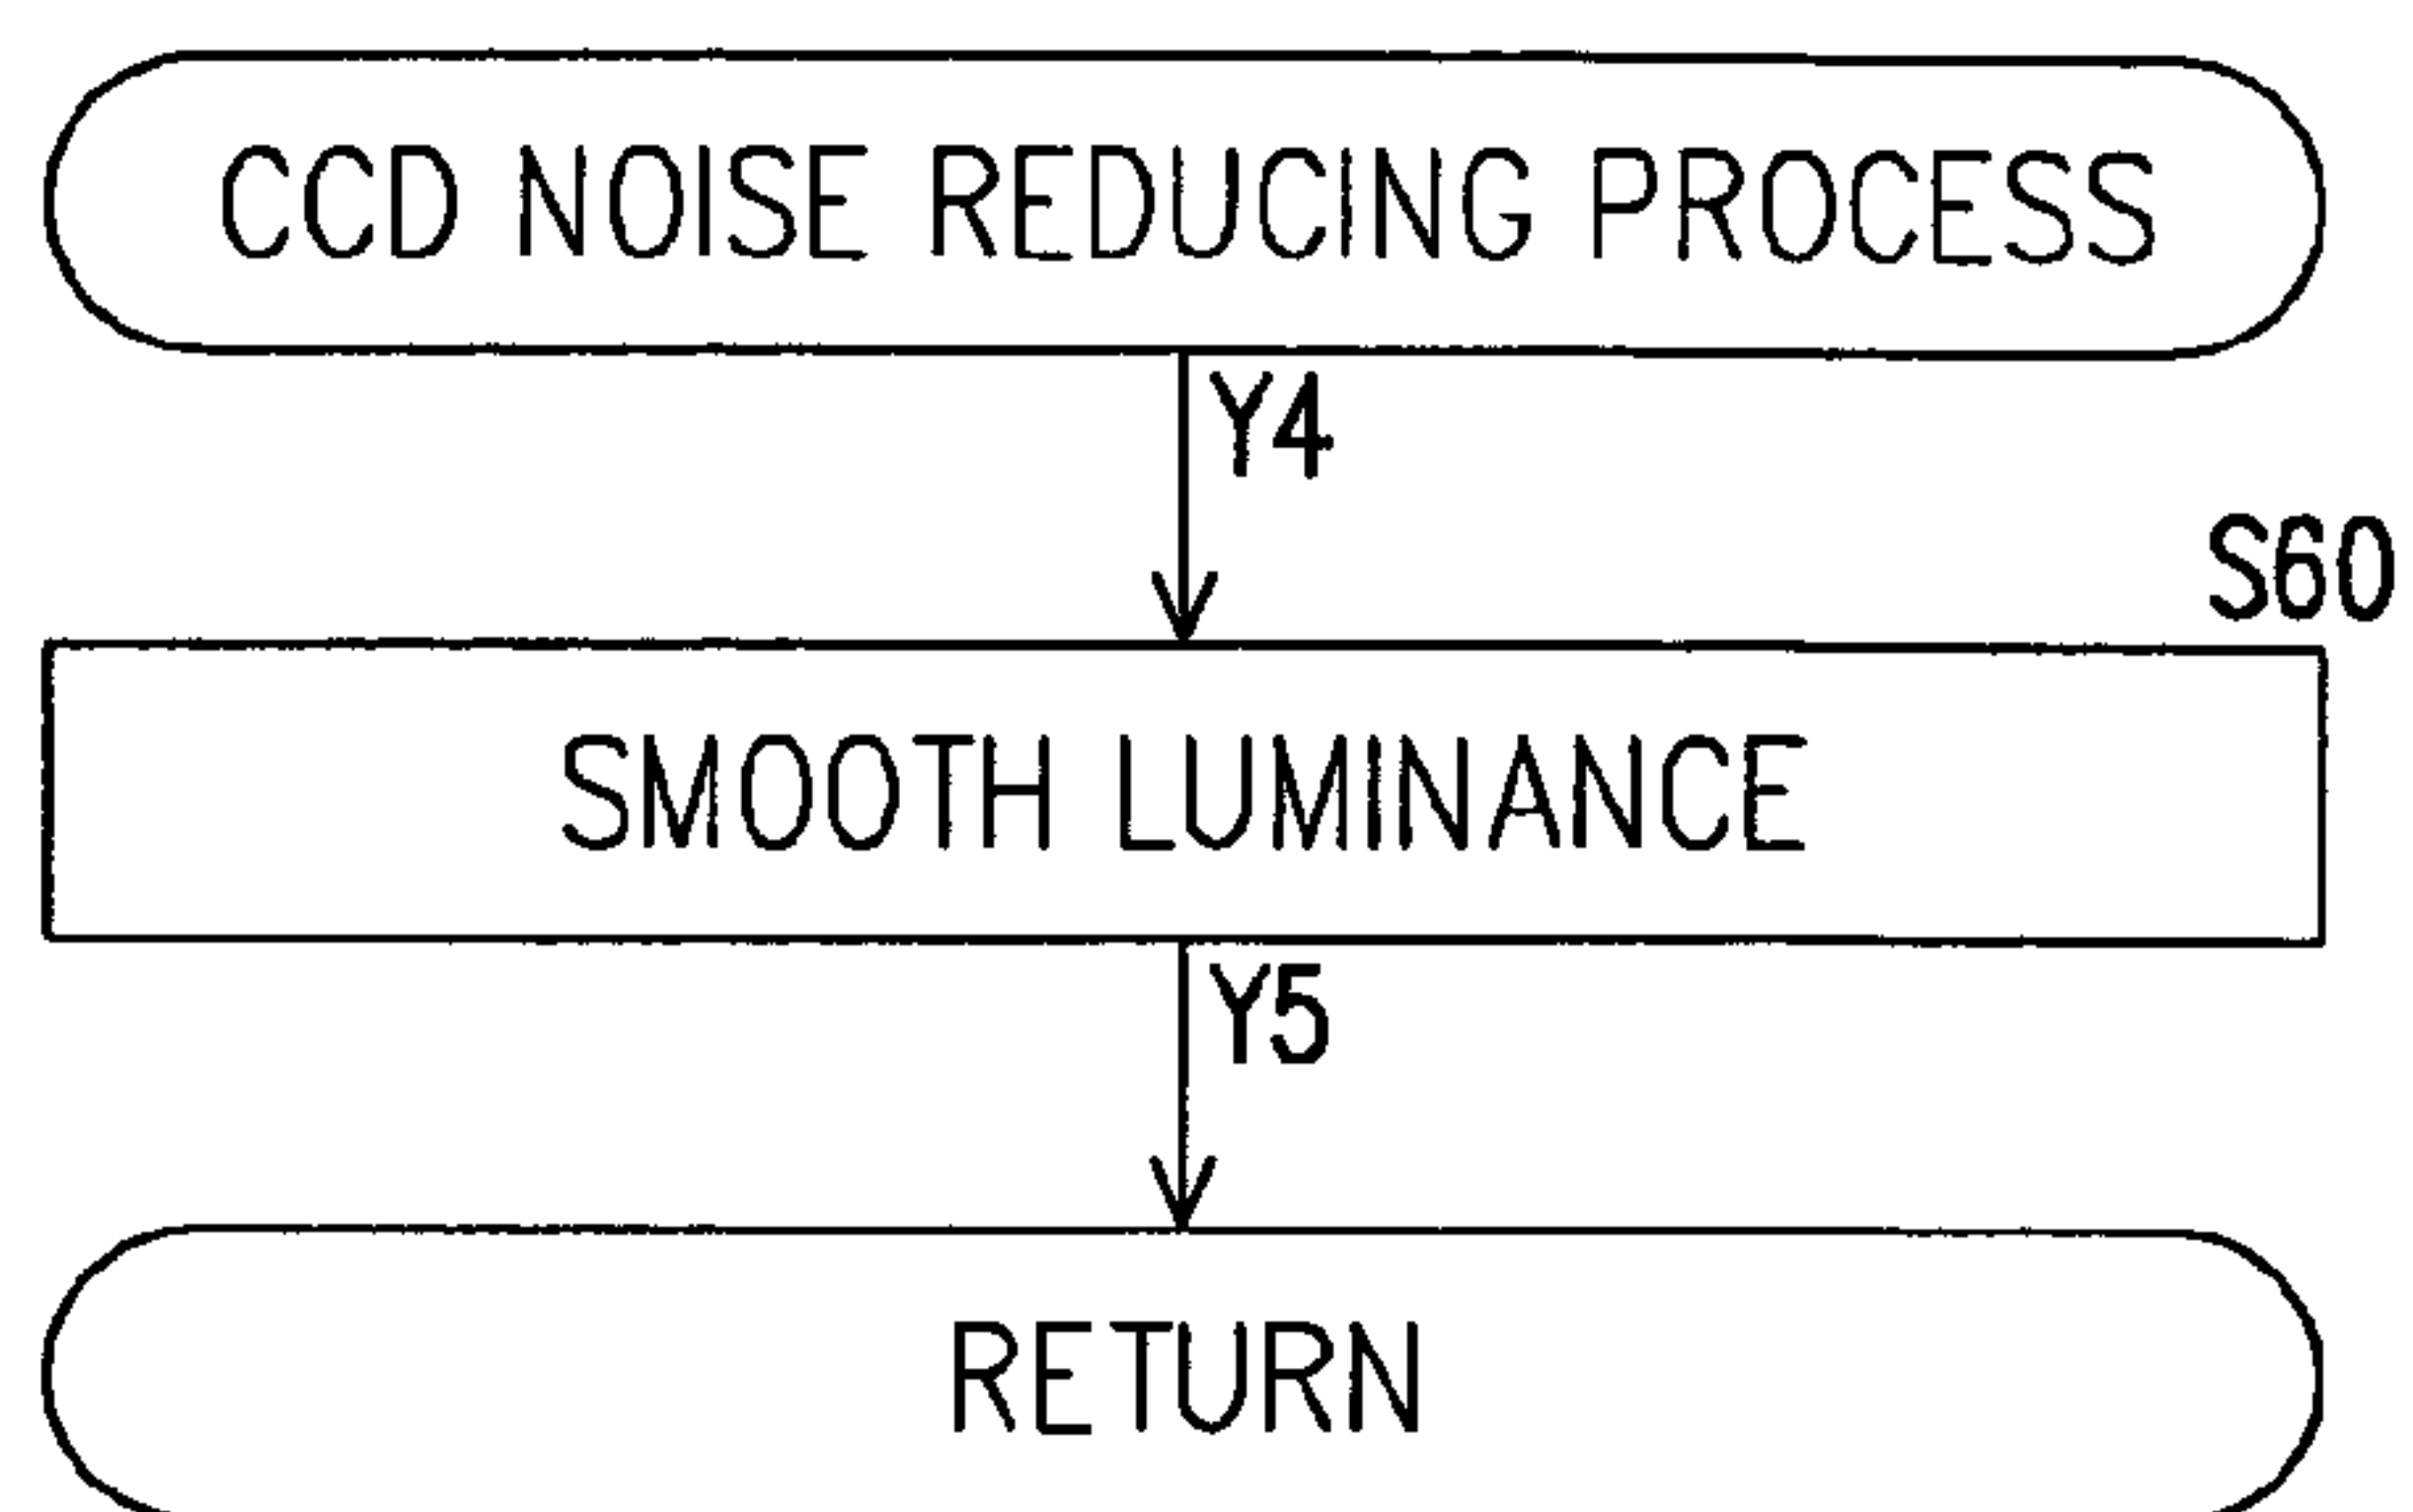 CCD NOISE REDUCING PROCESS
Y4
S60
SMOOTH LUMINANCE
Y5
RETURN